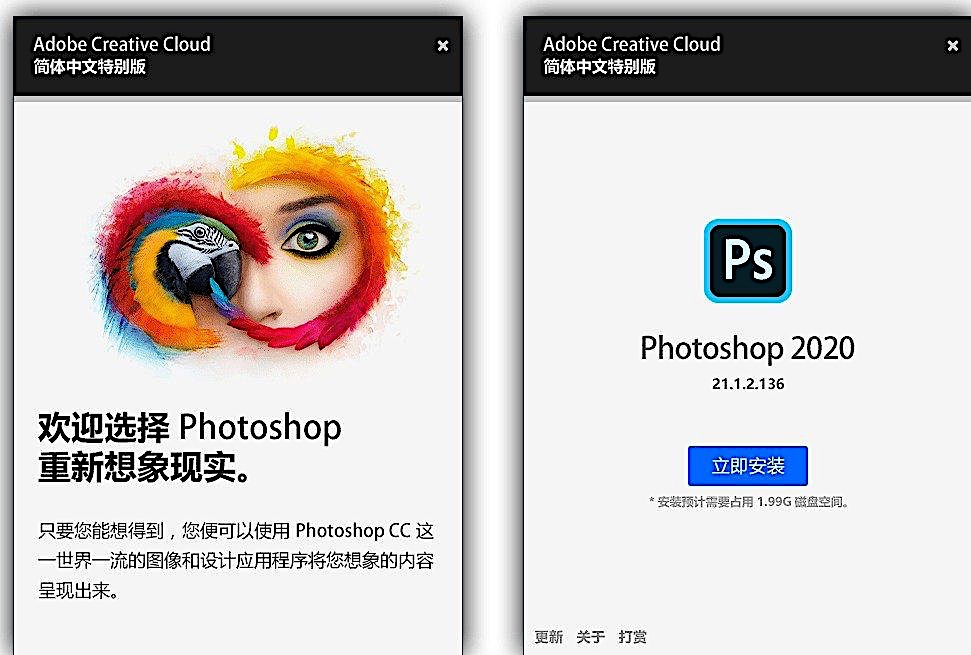 Adobe Creative Cloud
简体中文特别版
欢迎选择 Photoshop
重新想象现实。
只要您能想得到，您便可以使用 Photoshop CC 这
一世界一流的图像和设计应用程序将您想象的内容
呈现出来。
Adobe Creative Cloud
简体中文特别版
Ps
Photoshop 2020
21.1.2.136
立即安装
* 安装预计需要占用 1.99G 磁盘空间。
更新 关于 打赏